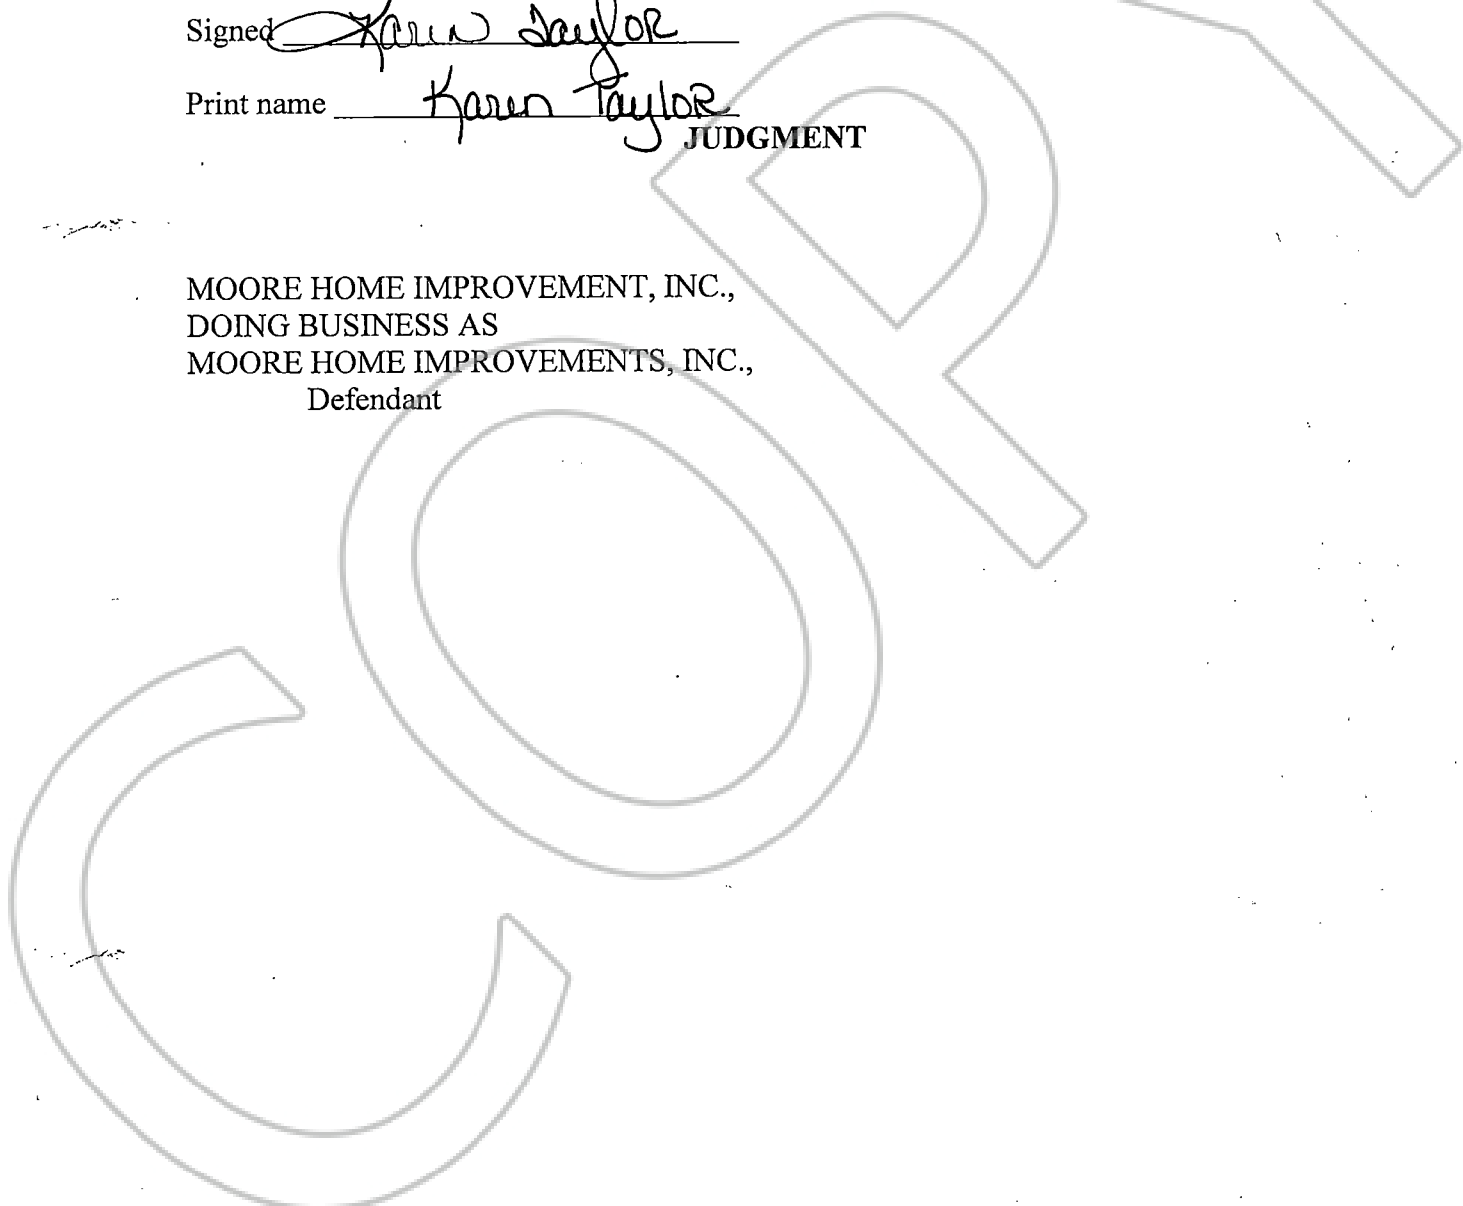 Signed Karen Taylor
Print name Karen Taylor
JUDGMENT
MOORE HOME IMPROVEMENT, INC.,
DOING BUSINESS AS
MOORE HOME IMPROVEMENTS, INC.,
Defendant
COPY